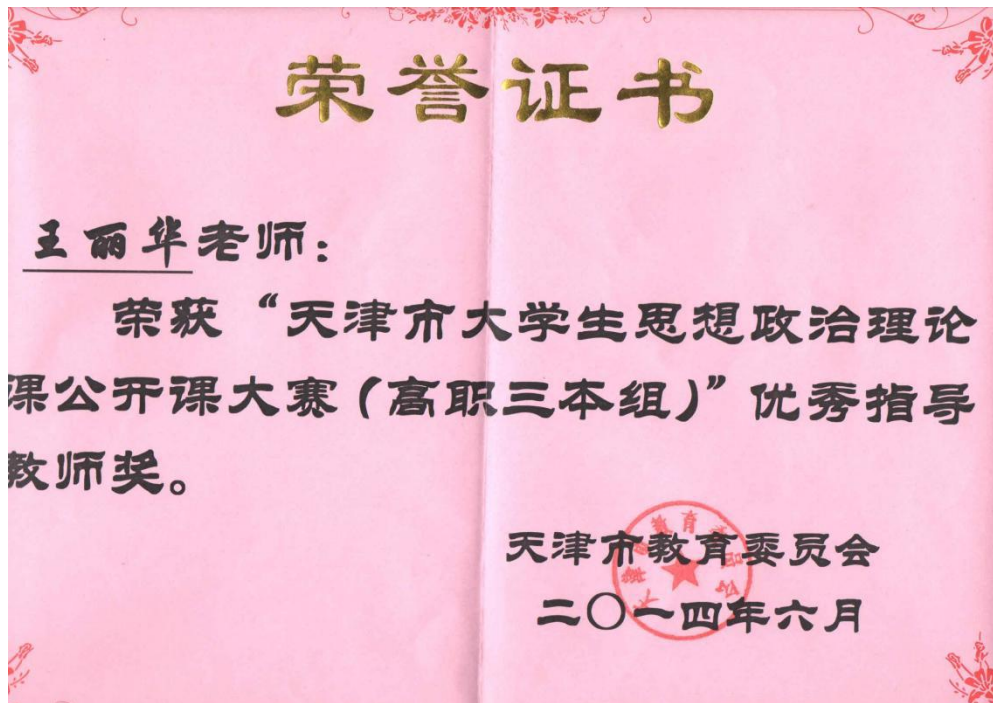 荣誉证书
王丽华老师:
荣获“天津市大学生思想政治理论
课公开课大赛(高职三本组)”优秀指导
教师奖。
天津市教育委员会
二〇一四年六月